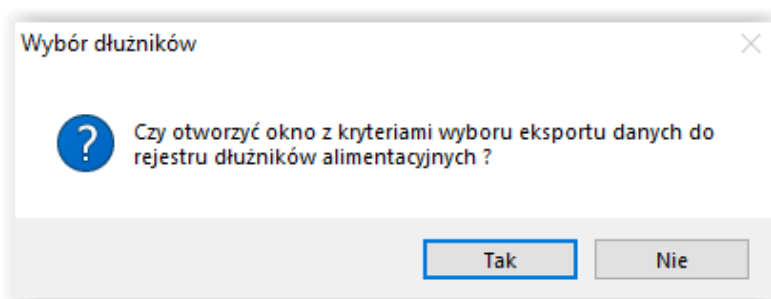 Wybór dłużników
Czy otworzyć okno z kryteriami wyboru eksportu danych do
rejestru dłużników alimentacyjnych ?
Tak
Nie